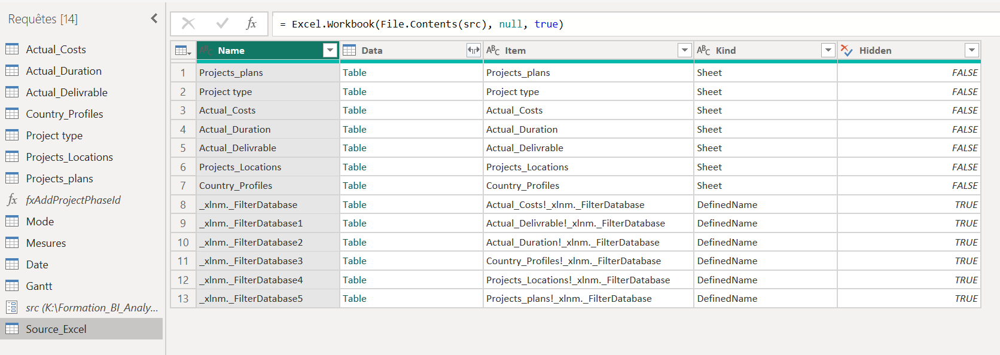 Requêtes [14]
Actual_Costs
Actual_Duration
Actual_Delivrable
Country_Profiles
Project type
Projects_Locations
Projects_plans
fx fxAddProjectPhaseId
Mode
Mesures
Date
Gantt
src (K:\Formation_BI_Analy...
Source_Excel
fx = Excel.Workbook(File.Contents(src), null, true)
ABC Name Data ABC Item ABC Kind Hidden
1 Projects_plans Table Projects_plans Sheet FALSE
2 Project type Table Project type Sheet FALSE
3 Actual_Costs Table Actual_Costs Sheet FALSE
4 Actual_Duration Table Actual_Duration Sheet FALSE
5 Actual_Delivrable Table Actual_Delivrable Sheet FALSE
6 Projects_Locations Table Projects_Locations Sheet FALSE
7 Country_Profiles Table Country_Profiles Sheet FALSE
8 _xlnm._FilterDatabase Table Actual_Costs!_xlnm._FilterDatabase DefinedName TRUE
9 _xlnm._FilterDatabase1 Table Actual_Delivrable!_xlnm._FilterDatabase DefinedName TRUE
10 _xlnm._FilterDatabase2 Table Actual_Duration!_xlnm._FilterDatabase DefinedName TRUE
11 _xlnm._FilterDatabase3 Table Country_Profiles!_xlnm._FilterDatabase DefinedName TRUE
12 _xlnm._FilterDatabase4 Table Projects_Locations!_xlnm._FilterDatabase DefinedName TRUE
13 _xlnm._FilterDatabase5 Table Projects_plans!_xlnm._FilterDatabase DefinedName TRUE